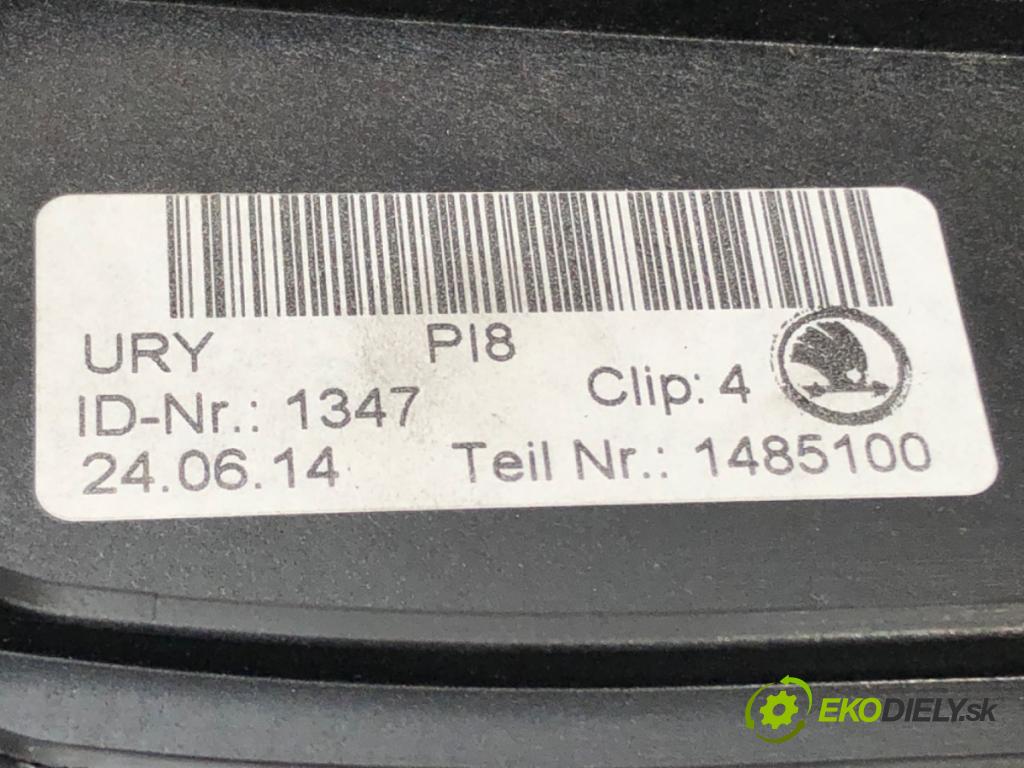 URY PI8
ID-Nr.: 1347 Clip: 4
24.06.14 Teil Nr.: 1485100
EKODIELY.sk